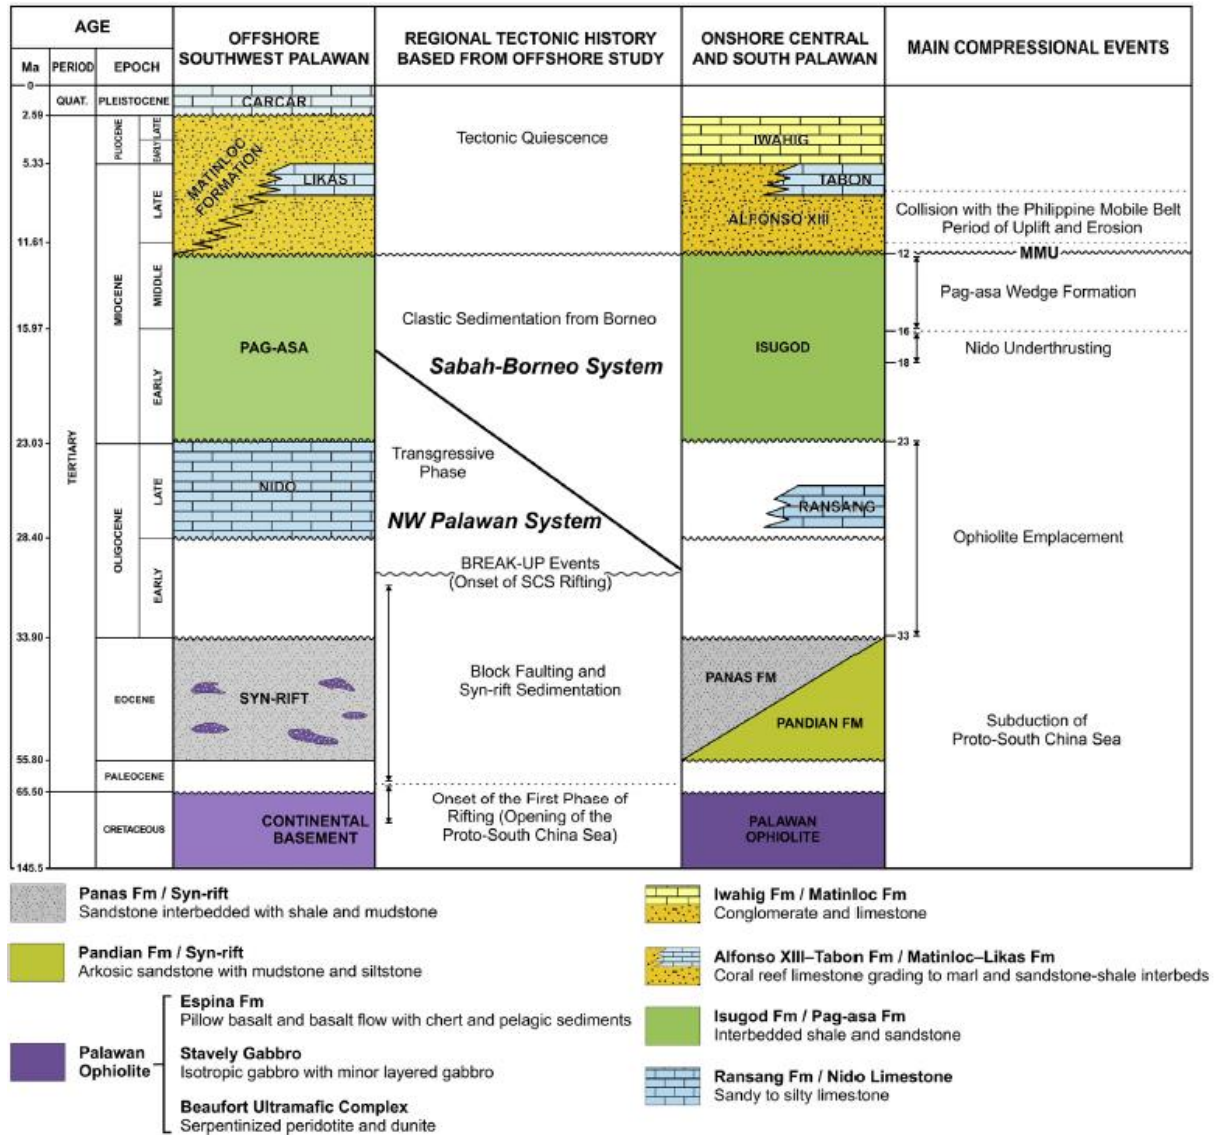 AGE
OFFSHORE
SOUTHWEST PALAWAN
REGIONAL TECTONIC HISTORY
BASED FROM OFFSHORE STUDY
ONSHORE CENTRAL
AND SOUTH PALAWAN
MAIN COMPRESSIONAL EVENTS
Ma
PERIOD
EPOCH
0
2.59
5.33
11.61
15.97
23.03
28.40
33.90
55.80
65.50
145.5
QUAT.
TERTIARY
PLEISTOCENE
PLIOCENE
LATE
EARLY
MIOCENE
LATE
MIDDLE
EARLY
OLIGOCENE
LATE
EARLY
EOCENE
PALEOCENE
CRETACEOUS
CARCAR
MATINLOC
FORMATION
LIKAS
PAG-ASA
NIDO
SYN-RIFT
CONTINENTAL
BASEMENT
Tectonic Quiescence
Clastic Sedimentation from Borneo
Sabah-Borneo System
Transgressive
Phase
NW Palawan System
BREAK-UP Events
(Onset of SCS Rifting)
Block Faulting and
Syn-rift Sedimentation
Onset of the First Phase of
Rifting (Opening of the
Proto-South China Sea)
IWAHIG
TABON
ALFONSO XIII
ISUGOD
RANSANG
PANAS FM
PANDIAN FM
PALAWAN
OPHIOLITE
Collision with the Philippine Mobile Belt
Period of Uplift and Erosion
12
MMU
Pag-asa Wedge Formation
16
Nido Underthrusting
18
23
Ophiolite Emplacement
33
Subduction of
Proto-South China Sea
Panas Fm / Syn-rift
Sandstone interbedded with shale and mudstone
Pandian Fm / Syn-rift
Arkosic sandstone with mudstone and siltstone
Palawan
Ophiolite
Espina Fm
Pillow basalt and basalt flow with chert and pelagic sediments
Stavely Gabbro
Isotropic gabbro with minor layered gabbro
Beaufort Ultramafic Complex
Serpentinized peridotite and dunite
Iwahig Fm / Matinloc Fm
Conglomerate and limestone
Alfonso XIII–Tabon Fm / Matinloc–Likas Fm
Coral reef limestone grading to marl and sandstone-shale interbeds
Isugod Fm / Pag-asa Fm
Interbedded shale and sandstone
Ransang Fm / Nido Limestone
Sandy to silty limestone